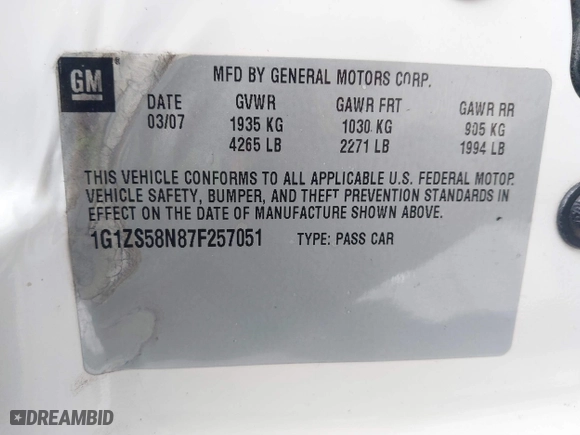 GM
MFD BY GENERAL MOTORS CORP.
DATE GVWR GAWR FRT GAWR RR
03/07 1935 KG 1030 KG 905 KG
4265 LB 2271 LB 1994 LB
THIS VEHICLE CONFORMS TO ALL APPLICABLE U.S. FEDERAL MOTOR
VEHICLE SAFETY, BUMPER, AND THEFT PREVENTION STANDARDS IN
EFFECT ON THE DATE OF MANUFACTURE SHOWN ABOVE.
1G1ZS58N87F257051 TYPE: PASS CAR
DREAMBID